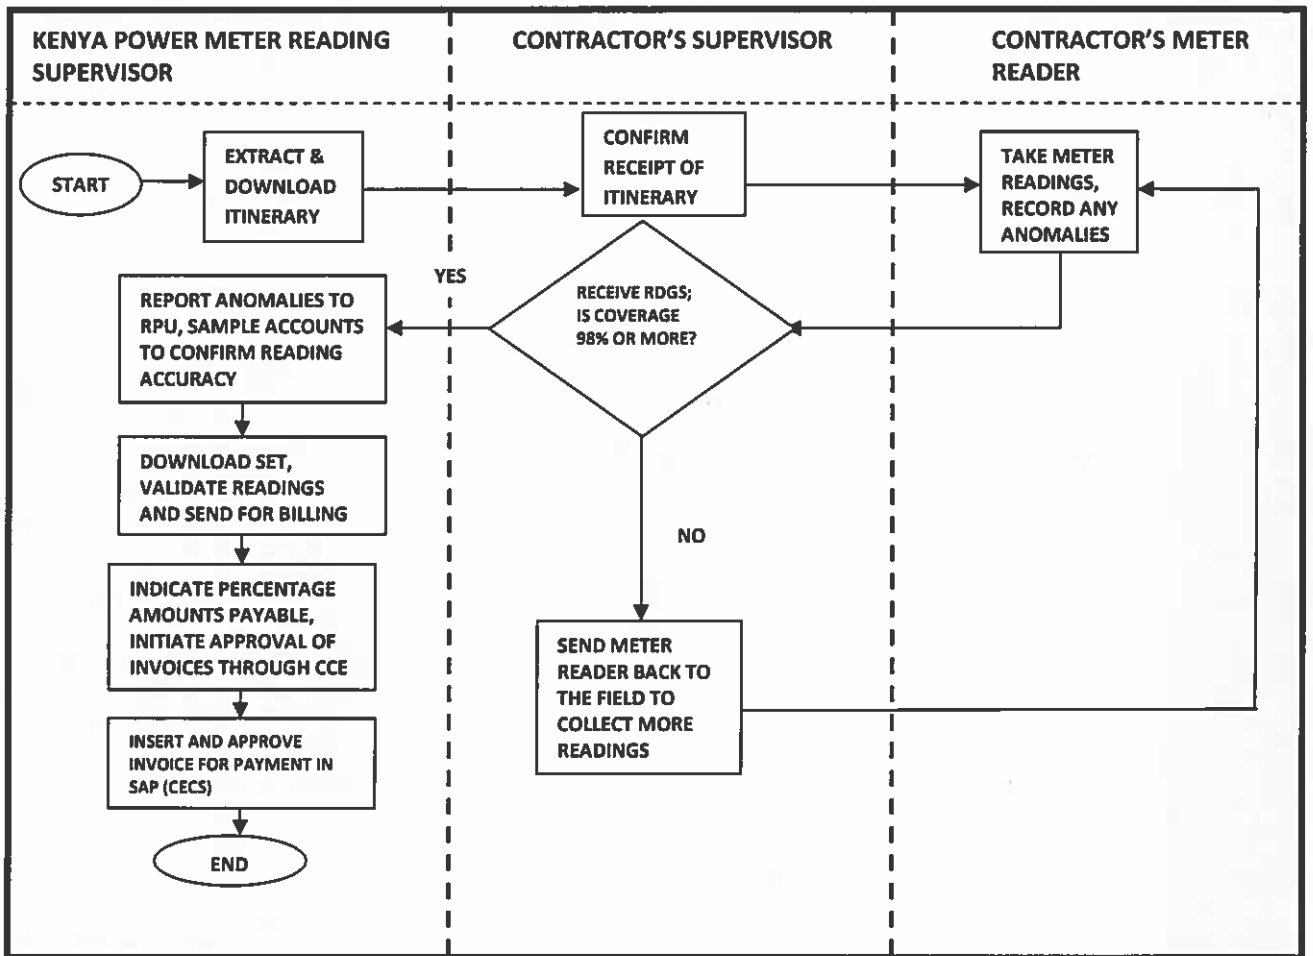 KENYA POWER METER READING
SUPERVISOR
CONTRACTOR'S SUPERVISOR
CONTRACTOR'S METER
READER
START
EXTRACT &
DOWNLOAD
ITINERARY
CONFIRM
RECEIPT OF
ITINERARY
TAKE METER
READINGS,
RECORD ANY
ANOMALIES
YES
RECEIVE RDGS;
IS COVERAGE
98% OR MORE?
REPORT ANOMALIES TO
RPU, SAMPLE ACCOUNTS
TO CONFIRM READING
ACCURACY
DOWNLOAD SET,
VALIDATE READINGS
AND SEND FOR BILLING
NO
INDICATE PERCENTAGE
AMOUNTS PAYABLE,
INITIATE APPROVAL OF
INVOICES THROUGH CCE
SEND METER
READER BACK TO
THE FIELD TO
COLLECT MORE
READINGS
INSERT AND APPROVE
INVOICE FOR PAYMENT IN
SAP (CECS)
END